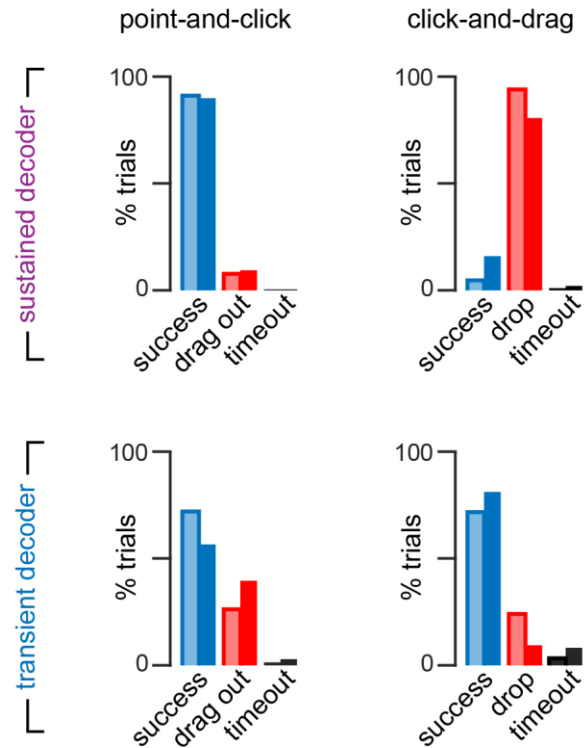 point-and-click
click-and-drag
sustained decoder
100
% trials
0
success
drag out
timeout
100
% trials
0
success
drop
timeout
transient decoder
100
% trials
0
success
drag out
timeout
100
% trials
0
success
drop
timeout